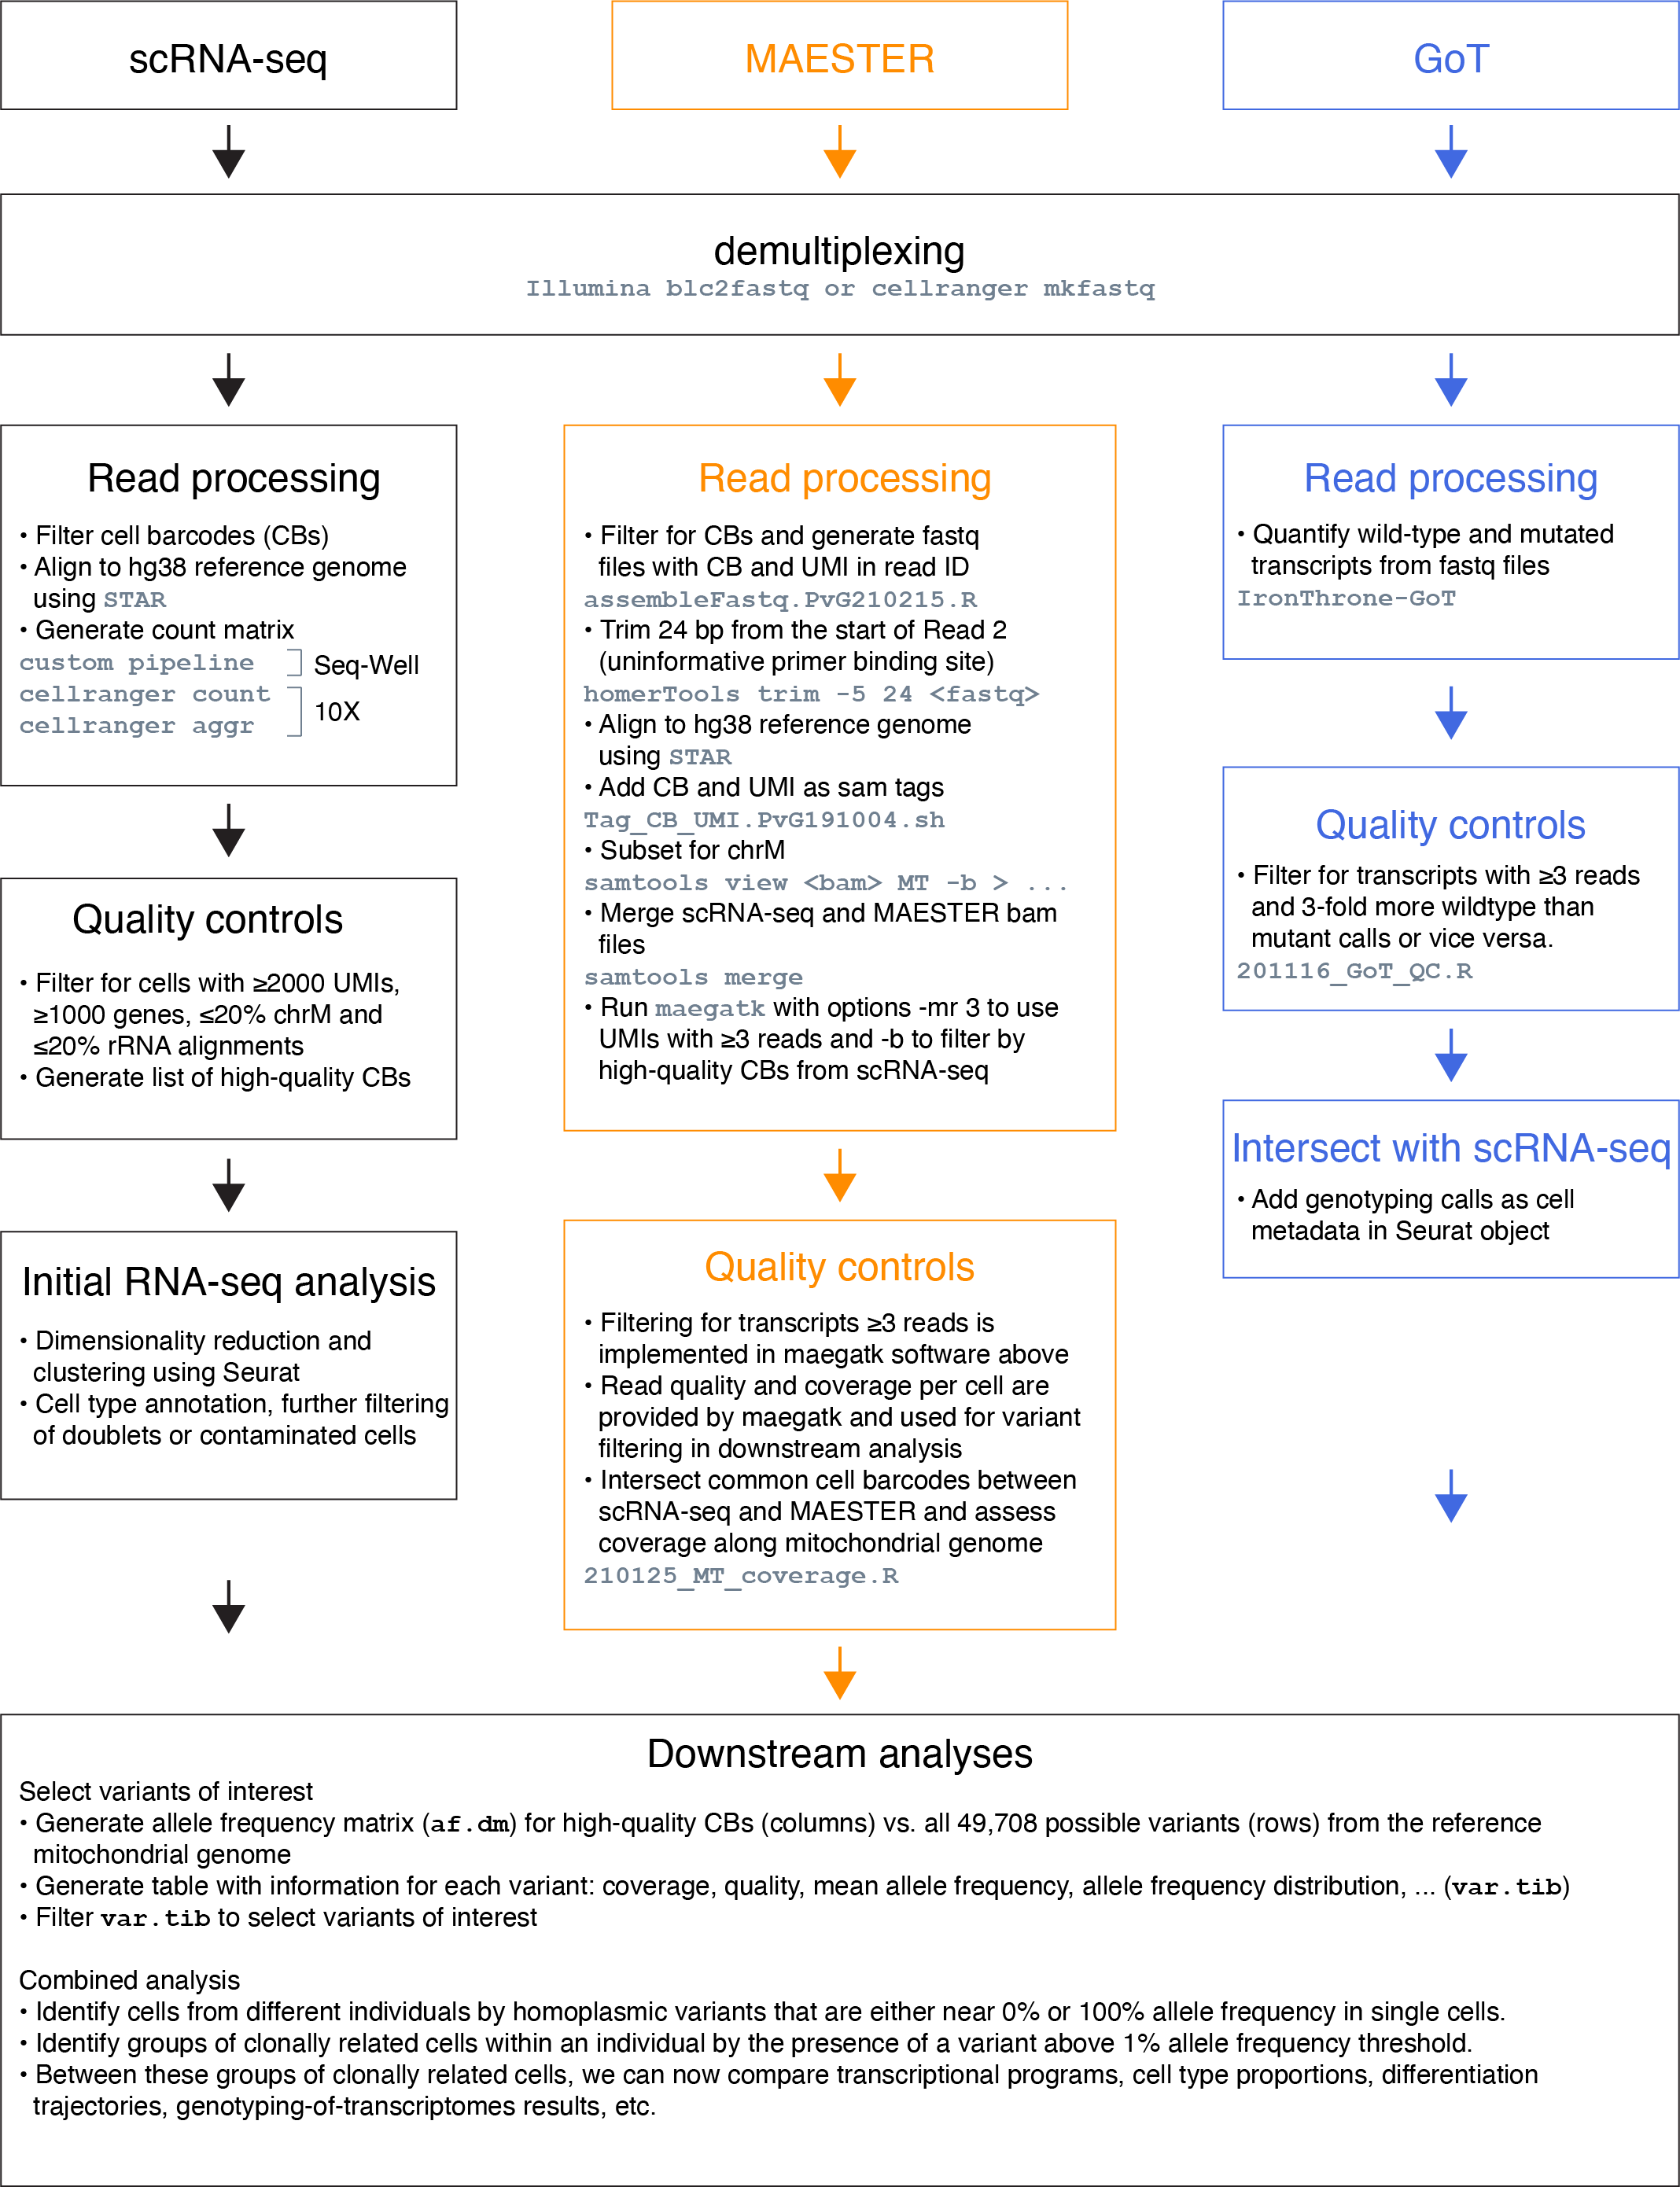 scRNA-seq
MAESTER
GoT
demultiplexing
Illumina blc2fastq or cellranger mkfastq
Read processing
• Filter cell barcodes (CBs)
• Align to hg38 reference genome
using STAR
• Generate count matrix
custom pipeline
Seq-Well
cellranger count
cellranger aggr
10X
Quality controls
• Filter for cells with ≥2000 UMIs,
≥1000 genes, ≤20% chrM and
≤20% rRNA alignments
• Generate list of high-quality CBs
Initial RNA-seq analysis
• Dimensionality reduction and
clustering using Seurat
• Cell type annotation, further filtering
of doublets or contaminated cells
Read processing
• Filter for CBs and generate fastq
files with CB and UMI in read ID
assembleFastq.PvG210215.R
• Trim 24 bp from the start of Read 2
(uninformative primer binding site)
homerTools trim -5 24 <fastq>
• Align to hg38 reference genome
using STAR
• Add CB and UMI as sam tags
Tag_CB_UMI.PvG191004.sh
• Subset for chrM
samtools view <bam> MT -b > ...
• Merge scRNA-seq and MAESTER bam
files
samtools merge
• Run maegatk with options -mr 3 to use
UMIs with ≥3 reads and -b to filter by
high-quality CBs from scRNA-seq
Quality controls
• Filtering for transcripts ≥3 reads is
implemented in maegatk software above
• Read quality and coverage per cell are
provided by maegatk and used for variant
filtering in downstream analysis
• Intersect common cell barcodes between
scRNA-seq and MAESTER and assess
coverage along mitochondrial genome
210125_MT_coverage.R
Read processing
• Quantify wild-type and mutated
transcripts from fastq files
IronThrone-GoT
Quality controls
• Filter for transcripts with ≥3 reads
and 3-fold more wildtype than
mutant calls or vice versa.
201116_GoT_QC.R
Intersect with scRNA-seq
• Add genotyping calls as cell
metadata in Seurat object
Downstream analyses
Select variants of interest
• Generate allele frequency matrix (af.dm) for high-quality CBs (columns) vs. all 49,708 possible variants (rows) from the reference
mitochondrial genome
• Generate table with information for each variant: coverage, quality, mean allele frequency, allele frequency distribution, ... (var.tib)
• Filter var.tib to select variants of interest
Combined analysis
• Identify cells from different individuals by homoplasmic variants that are either near 0% or 100% allele frequency in single cells.
• Identify groups of clonally related cells within an individual by the presence of a variant above 1% allele frequency threshold.
• Between these groups of clonally related cells, we can now compare transcriptional programs, cell type proportions, differentiation
trajectories, genotyping-of-transcriptomes results, etc.